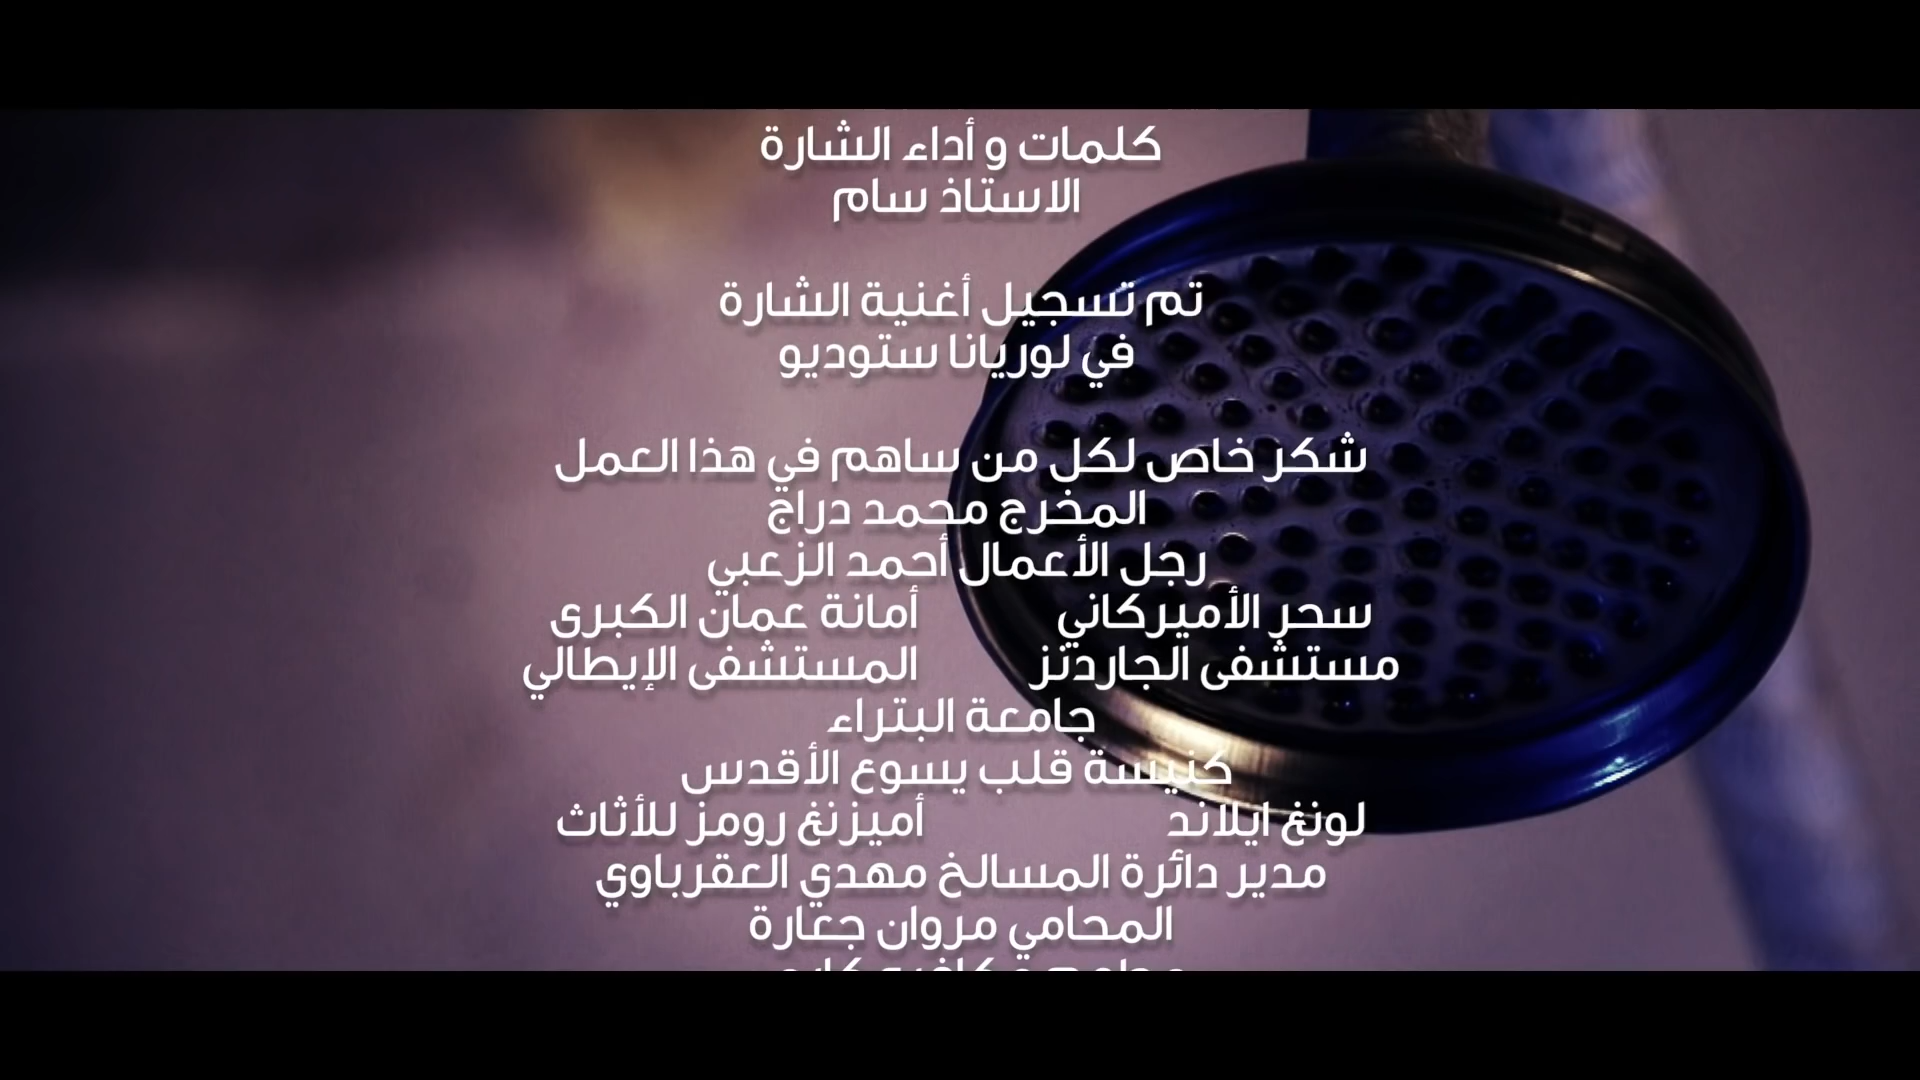 كلمات و أداء الشارة
الاستاذ سام
تم تسجيل أغنية الشارة
في لوريانا ستوديو
شكر خاص لكل من ساهم في هذا العمل
المخرج محمد دراج
رجل الأعمال أحمد الزعبي
سحر الأميركاني أمانة عمان الكبرى
مستشفى الجاردنز المستشفى الإيطالي
جامعة البتراء
كنيسة قلب يسوع الأقدس
لونغ ايلاند أميزنغ رومز للأثاث
مدير دائرة المسالخ مهدي العقرباوي
المحامي مروان جعارة